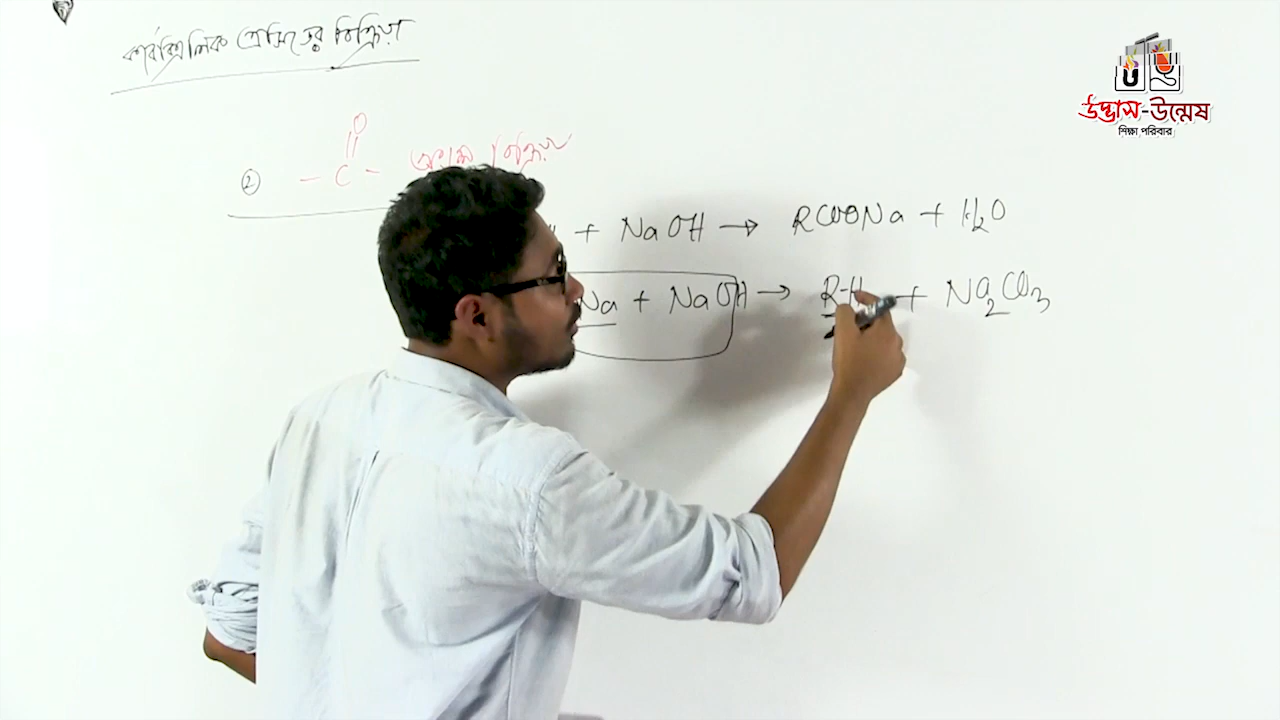 কার্বক্সিলিক এসিডের বিক্রিয়া
উদ্ভাস-উন্মেষ
শিক্ষা পরিবার
② - C - O বিক্রিয়া
+ NaOH → RCOONa + H₂O
Na + NaOH → R-H + Na₂CO₃